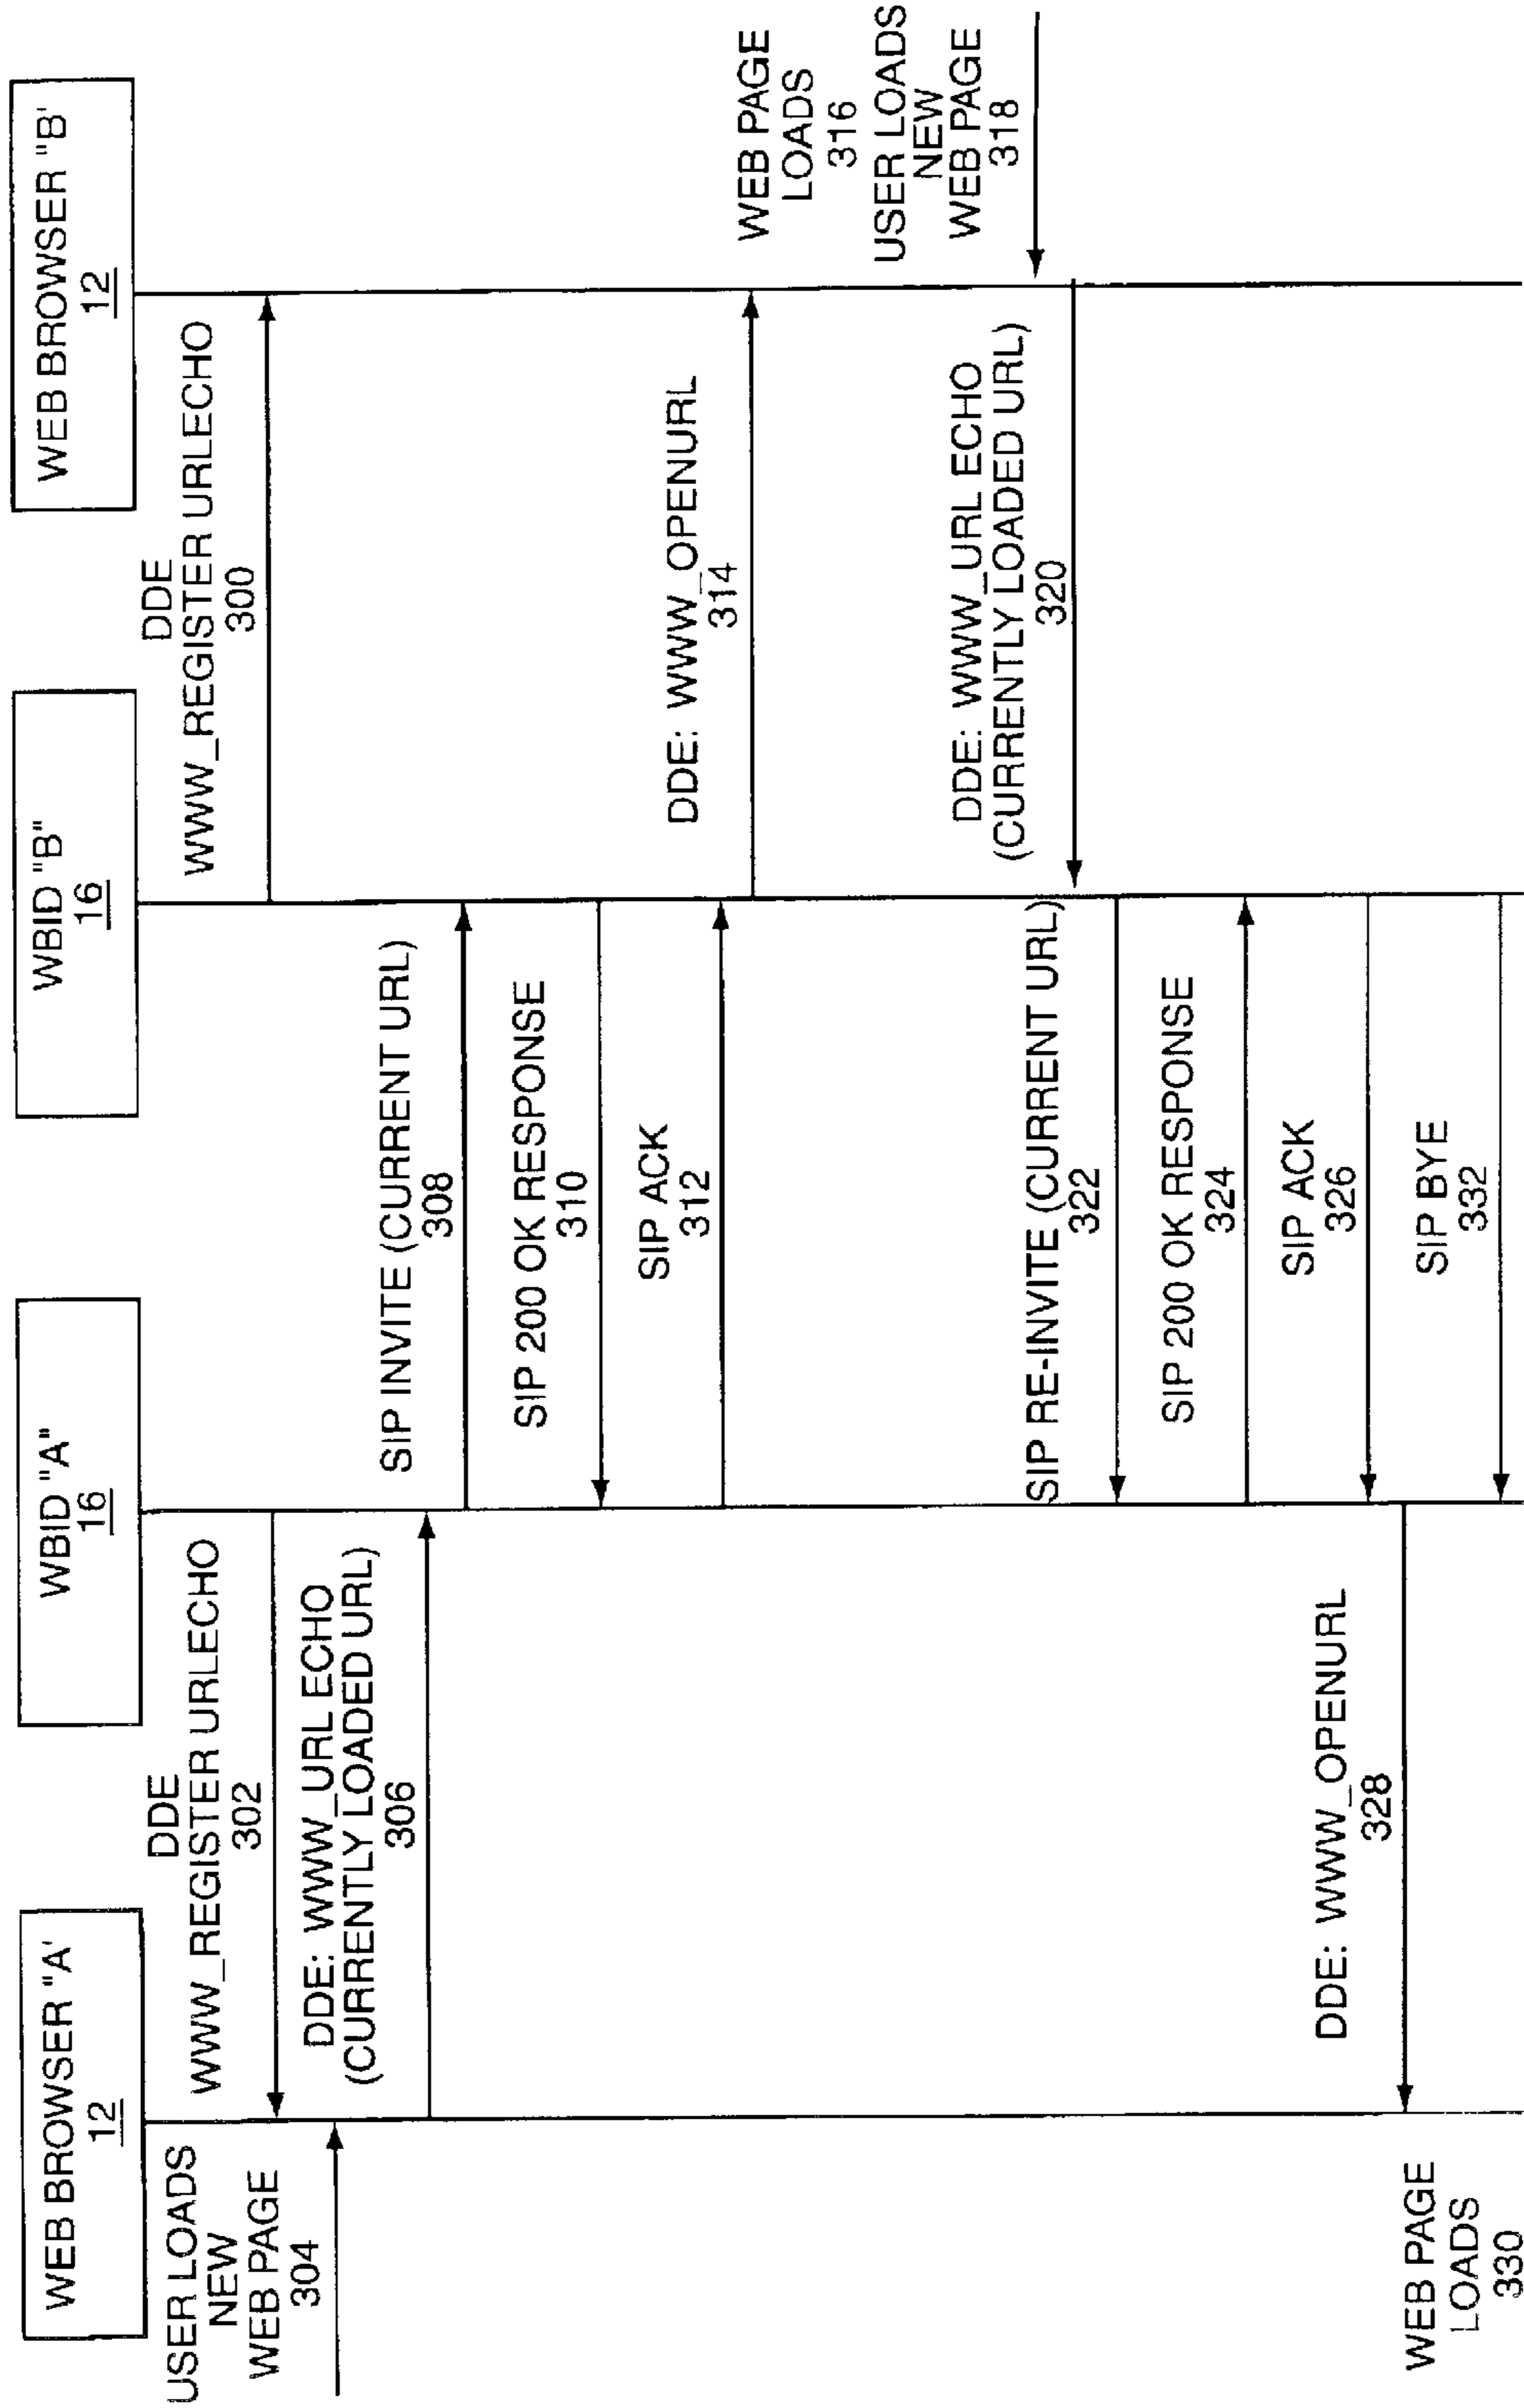 WEB BROWSER "A'
12
WBID "A"
16
WBID "B"
16
WEB BROWSER "B'
12
DDE
WWW_REGISTER URLECHO
300
DDE
WWW_REGISTER URLECHO
302
USER LOADS
NEW
WEB PAGE
304
DDE: WWW_URL ECHO
(CURRENTLY LOADED URL)
306
SIP INVITE (CURRENT URL)
308
SIP 200 OK RESPONSE
310
SIP ACK
312
DDE: WWW_OPENURL
314
WEB PAGE
LOADS
316
USER LOADS
NEW
WEB PAGE
318
DDE: WWW_URL ECHO
(CURRENTLY LOADED URL)
320
SIP RE-INVITE (CURRENT URL)
322
SIP 200 OK RESPONSE
324
SIP ACK
326
DDE: WWW_OPENURL
328
WEB PAGE
LOADS
330
SIP BYE
332